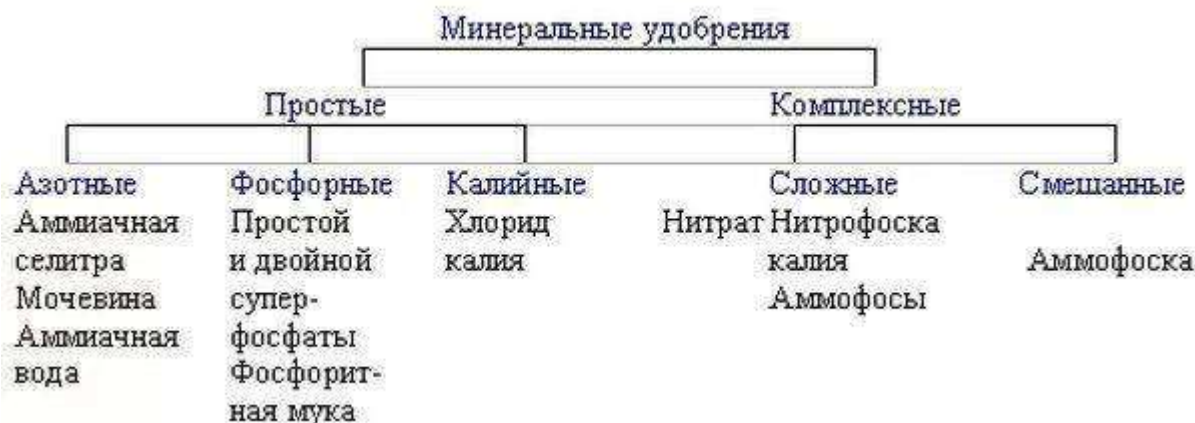 Минеральные удобрения
Простые Комплексные
Азотные Фосфорные Калийные Сложные Смешанные
Аммиачная Простой Хлорид Нитрат Нитрофоска
селитра и двойной калия калия Аммофоска
Мочевина супер- Аммофосы
Аммиачная фосфаты
вода Фосфорит-
ная мука